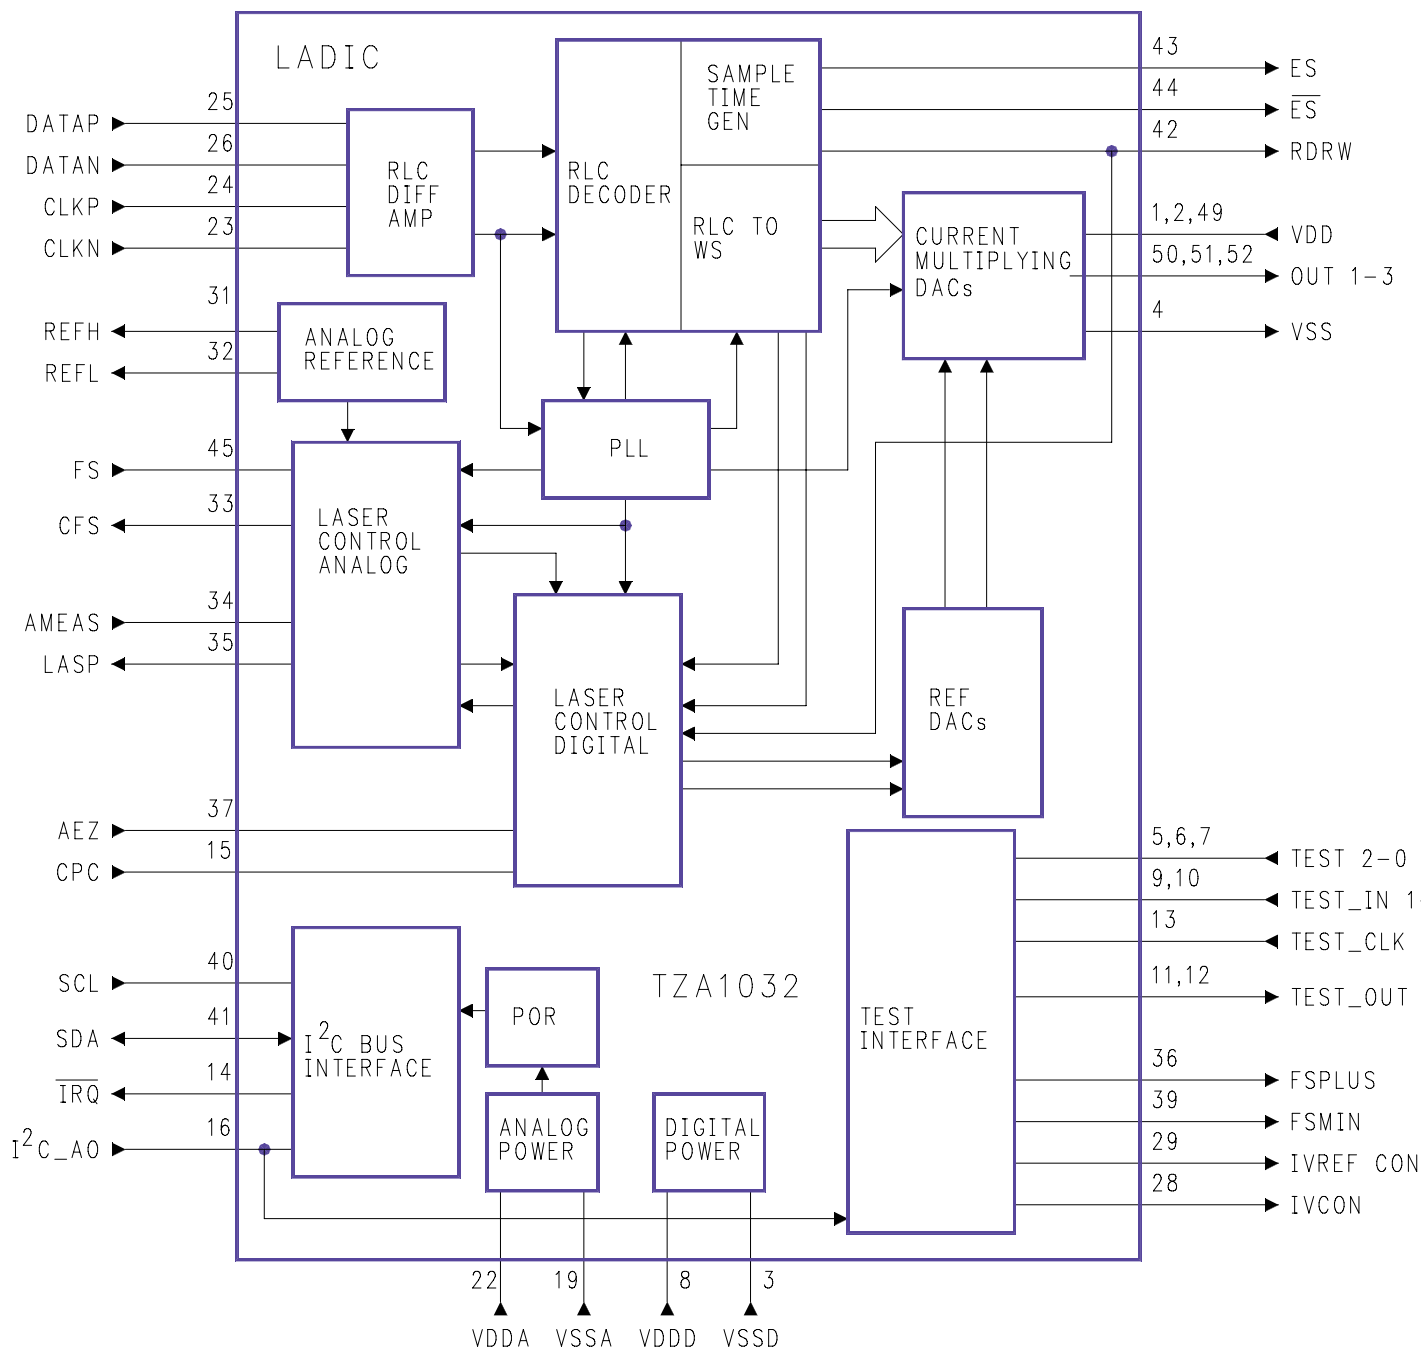 LADIC
25
DATAP
26
DATAN
24
CLKP
23
CLKN
RLC
DIFF
AMP
RLC
DECODER
SAMPLE
TIME
GEN
RLC TO
WS
43
ES
44
ES
42
RDRW
CURRENT
MULTIPLYING
DACs
1,2,49
VDD
50,51,52
OUT 1-3
4
VSS
31
REFH
32
REFL
ANALOG
REFERENCE
PLL
45
FS
33
CFS
34
AMEAS
35
LASP
LASER
CONTROL
ANALOG
LASER
CONTROL
DIGITAL
REF
DACs
37
AEZ
15
CPC
5,6,7
TEST 2-0
9,10
TEST_IN 1-
13
TEST_CLK
11,12
TEST_OUT
36
FSPLUS
39
FSMIN
29
IVREF CON
28
IVCON
TEST
INTERFACE
TZA1032
40
SCL
41
SDA
14
IRQ
16
I²C_A0
I²C BUS
INTERFACE
POR
ANALOG
POWER
DIGITAL
POWER
22
19
8
3
VDDA
VSSA
VDDD
VSSD